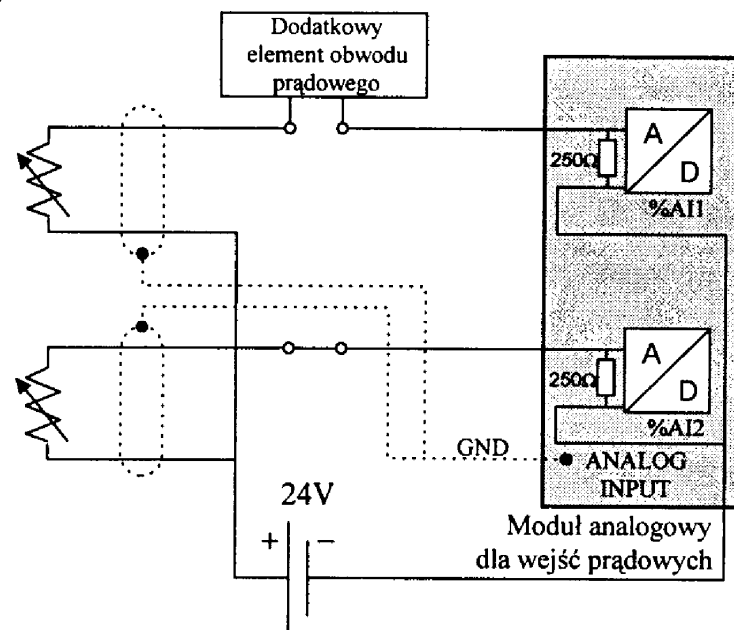 Dodatkowy
element obwodu
prądowego
A
250Ω
D
%AI1
A
250Ω
D
%AI2
GND
ANALOG
INPUT
24V
+ −
Moduł analogowy
dla wejść prądowych